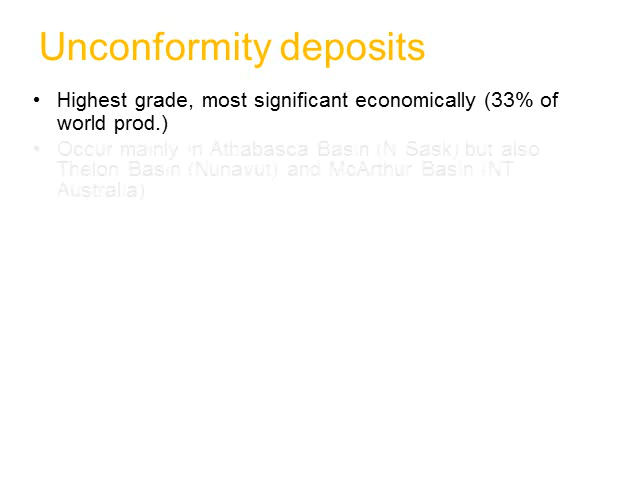 Unconformity deposits
• Highest grade, most significant economically (33% of
world prod.)
• Occur mainly in Athabasca Basin (N Sask) but also
Thelon Basin (Nunavut) and McArthur Basin (NT
Australia)